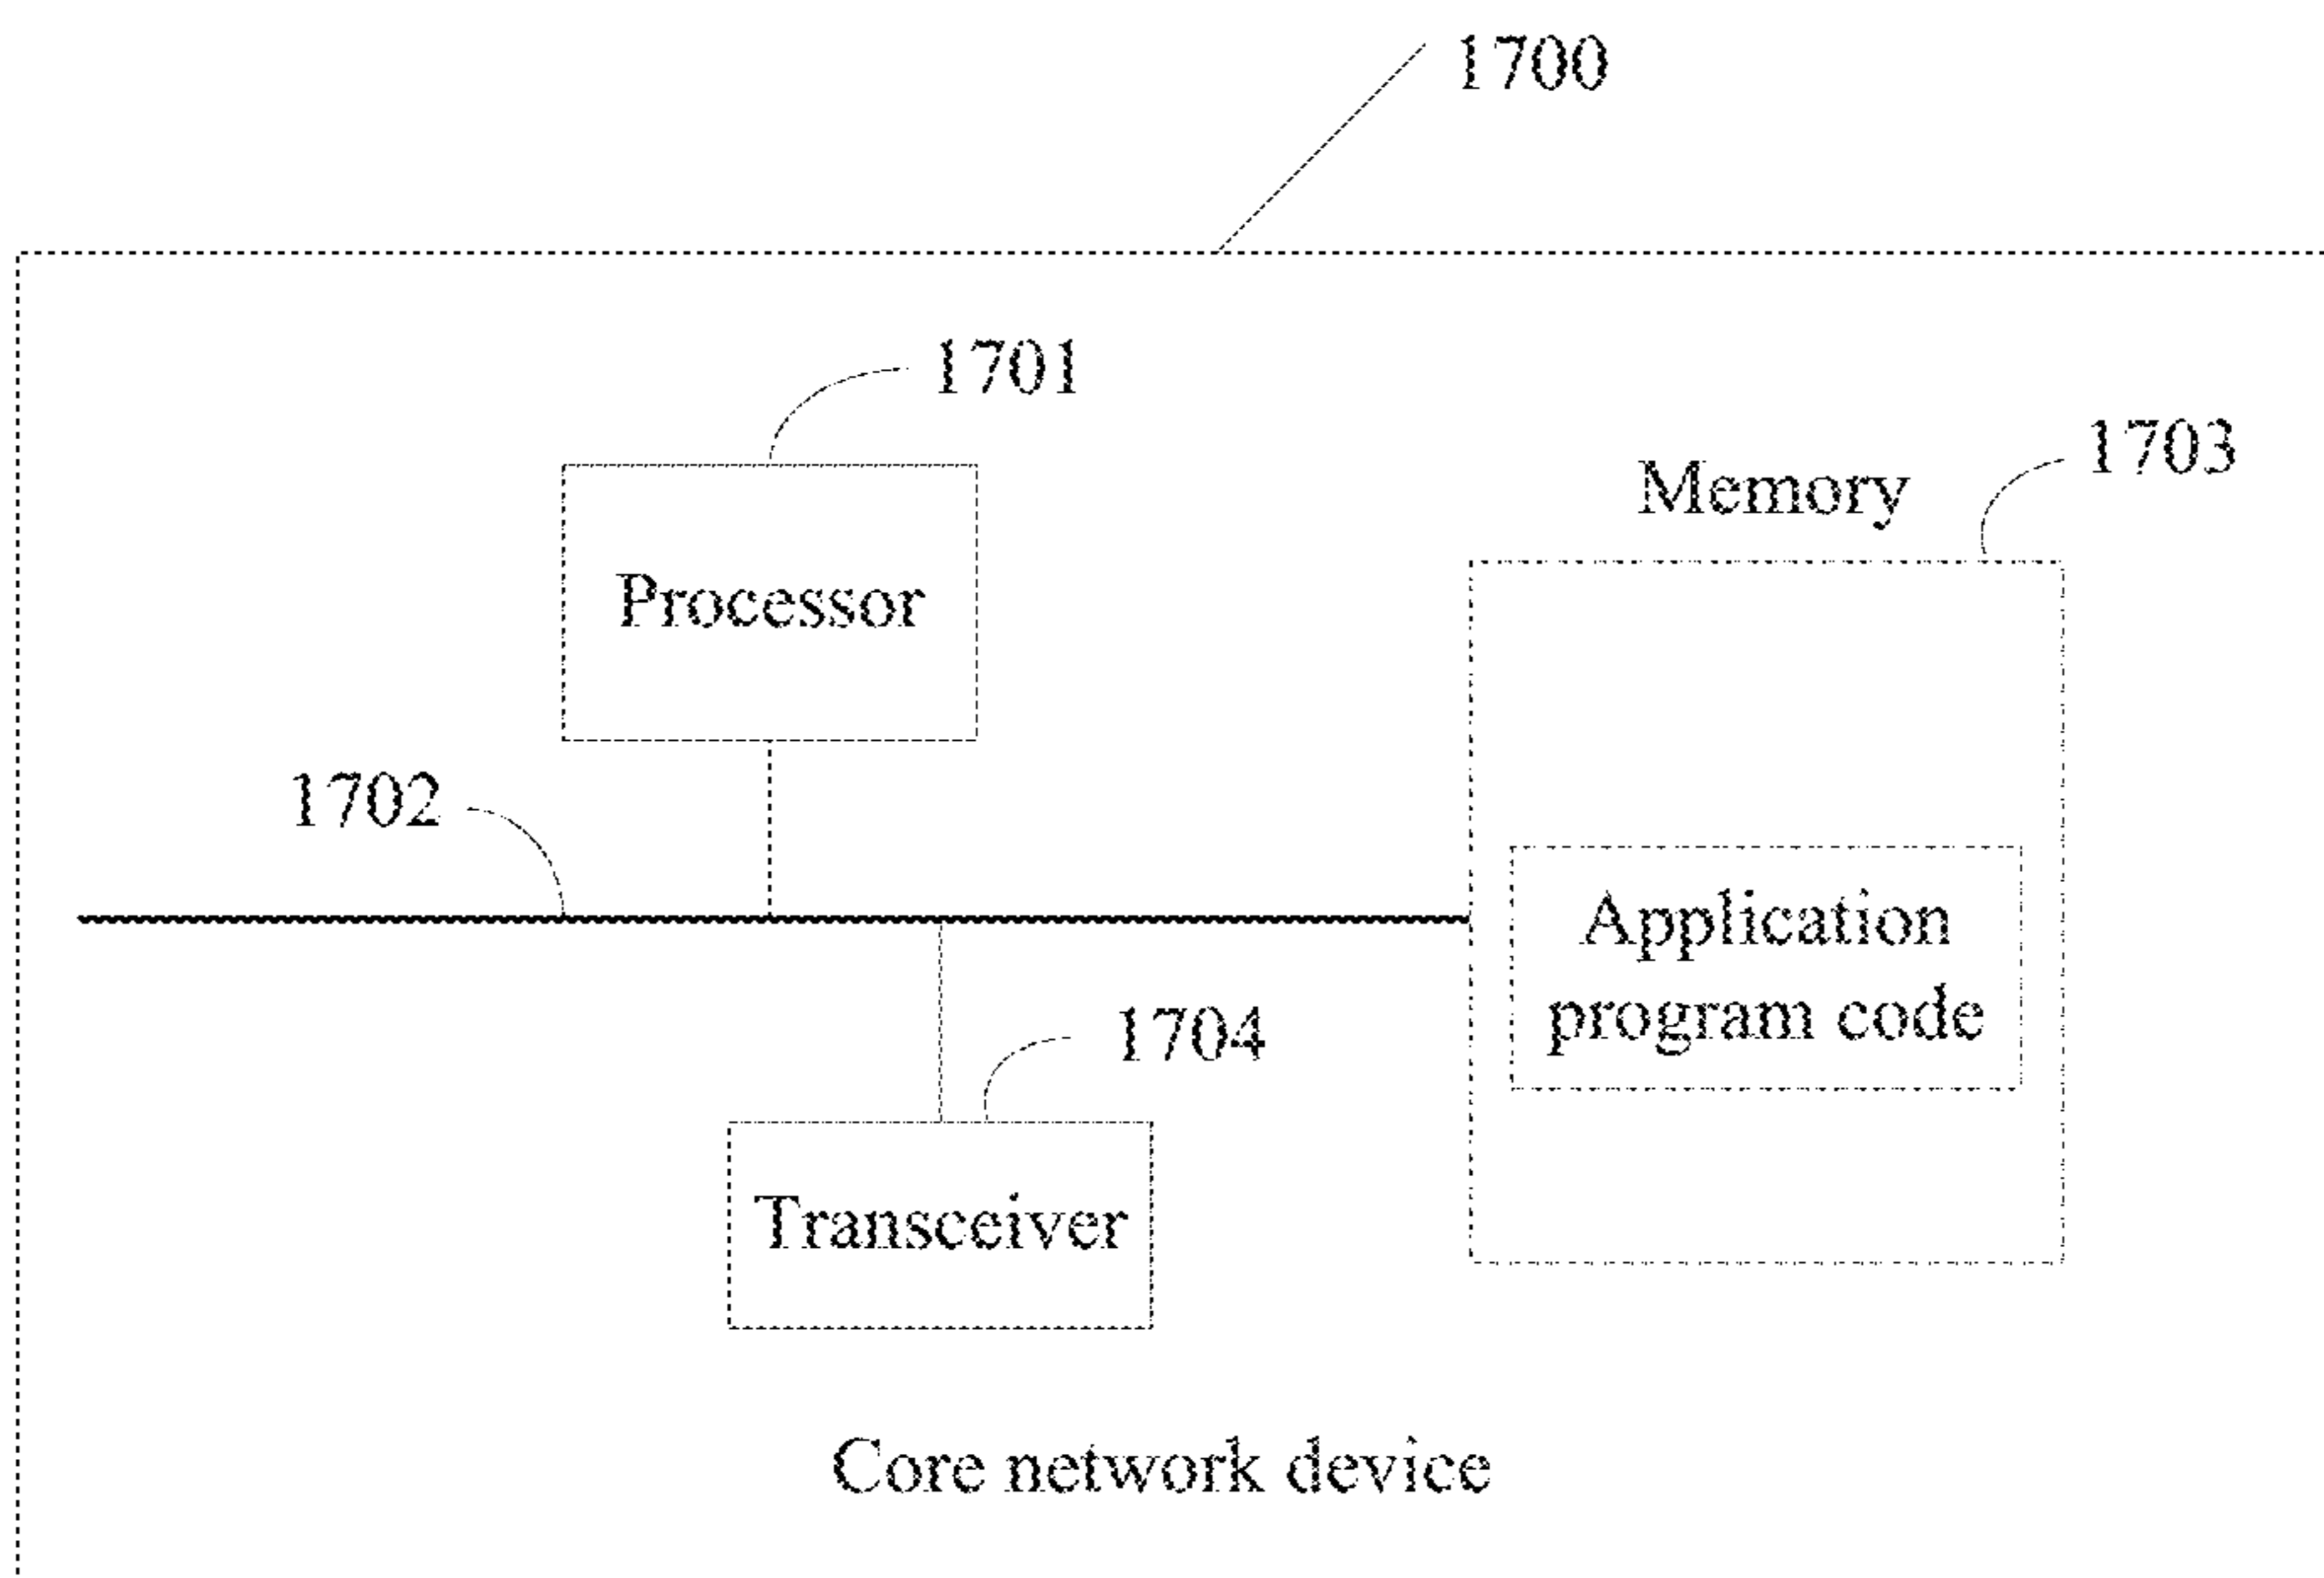 1700
1701
1703
Memory
Processor
1702
Application
program code
1704
Transceiver
Core network device